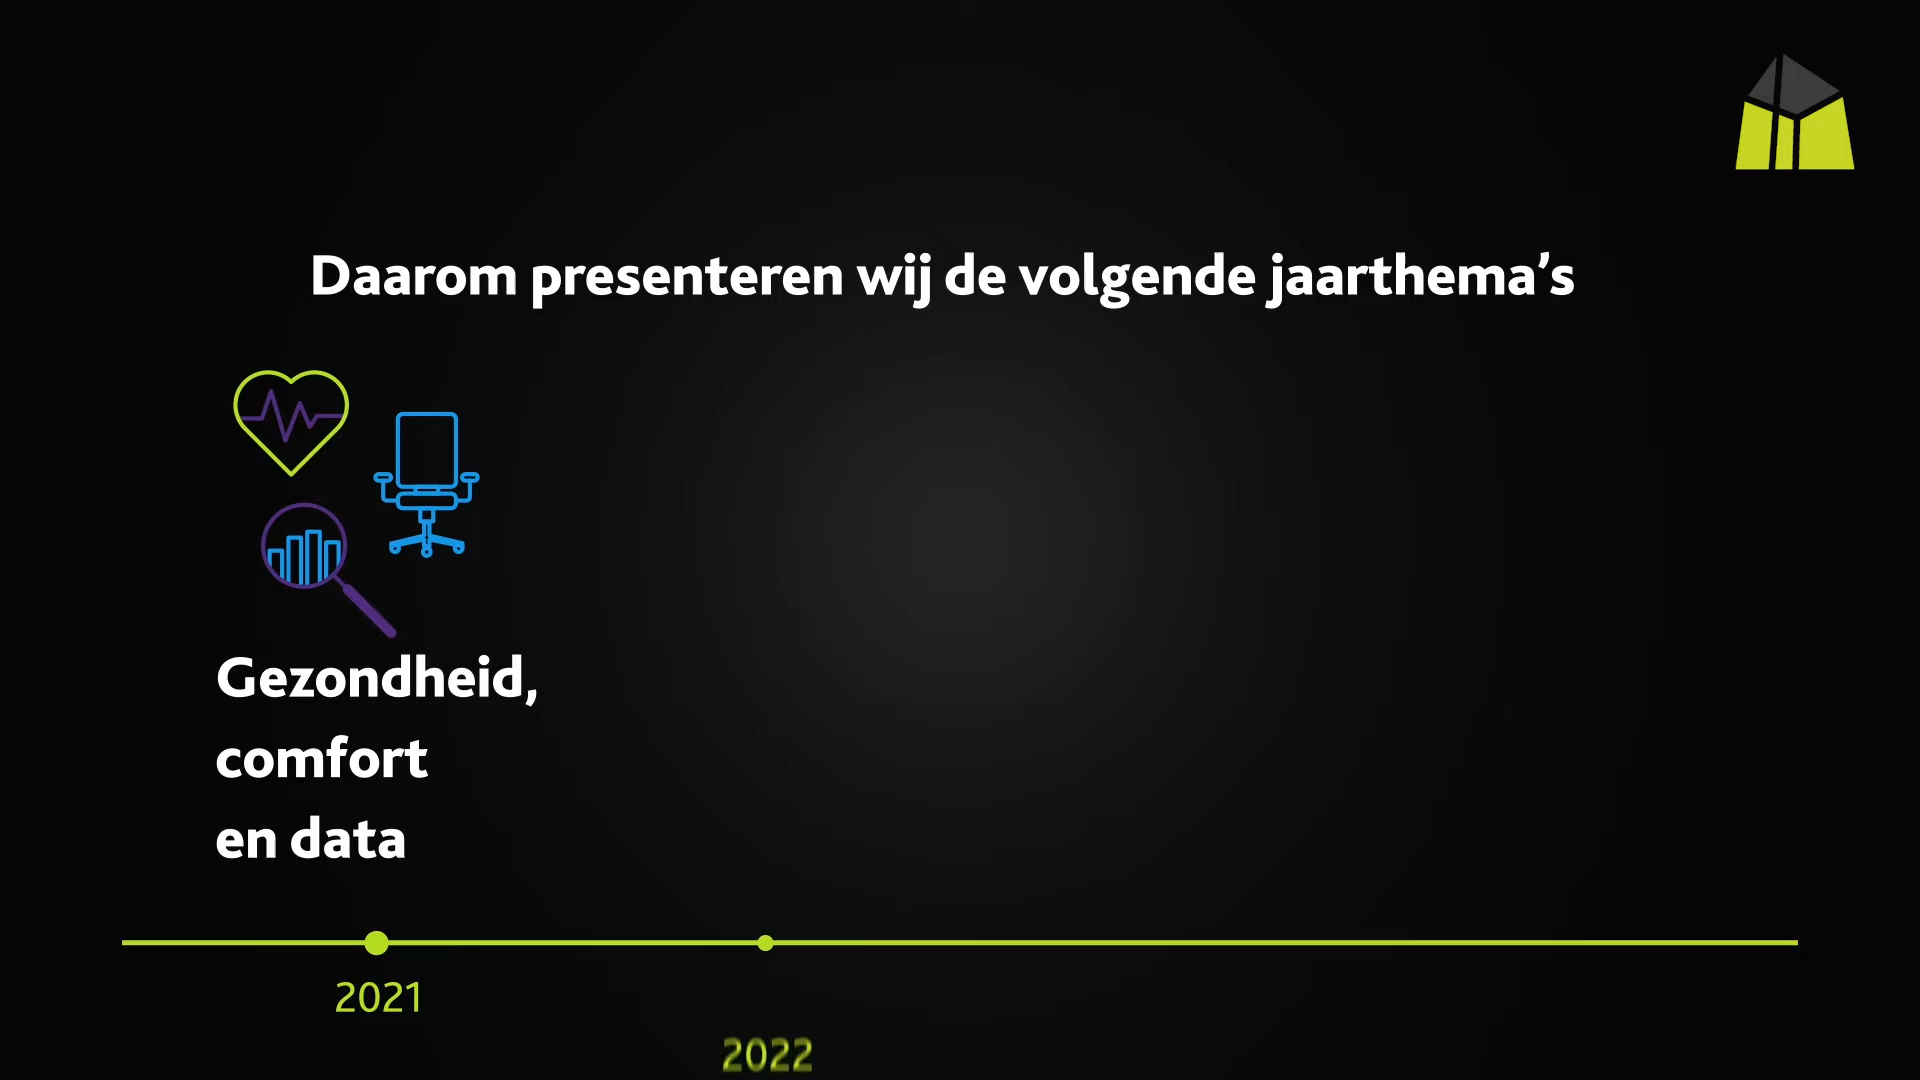 Daarom presenteren wij de volgende jaarthema’s
Gezondheid,
comfort
en data
2021
2022